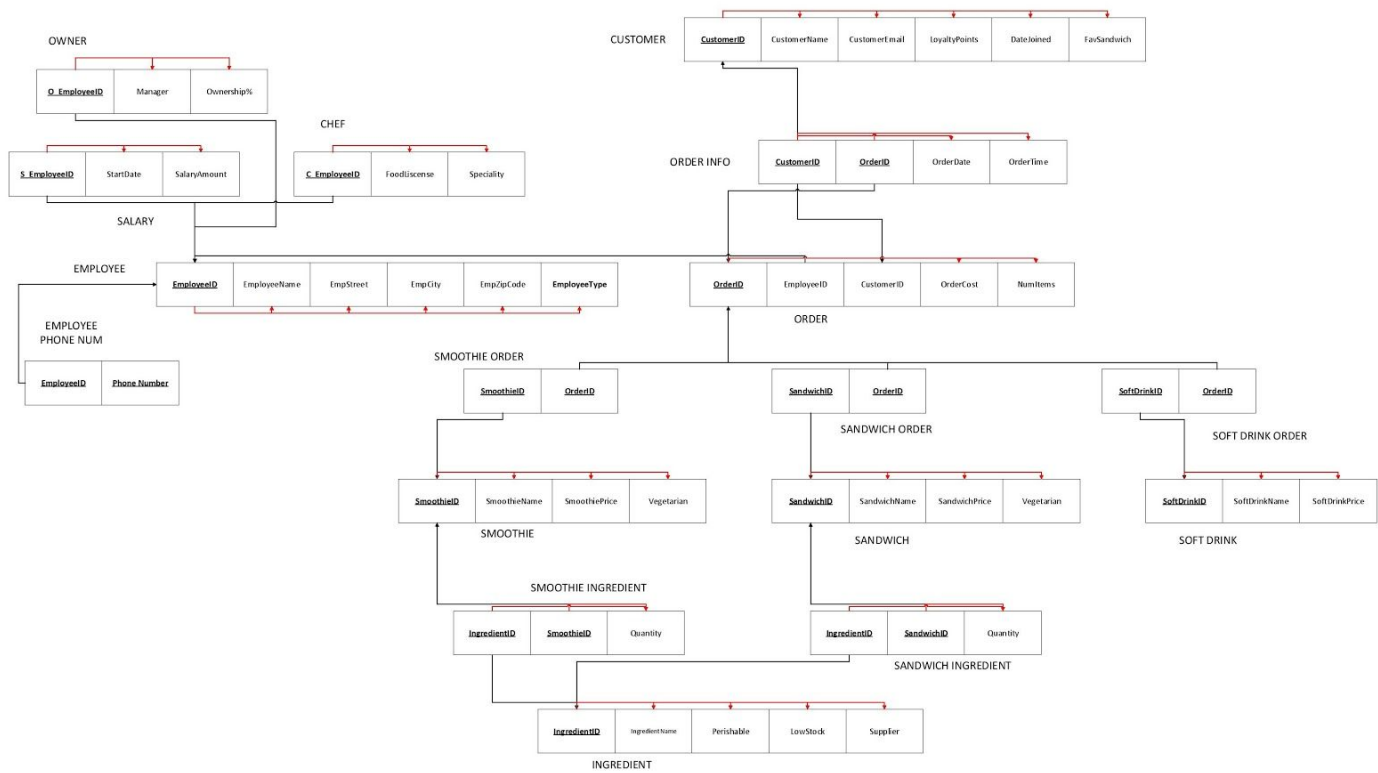 OWNER
O_EmployeeID Manager Ownership%
CUSTOMER
CustomerID CustomerName CustomerEmail LoyaltyPoints DateJoined FavSandwich
CHEF
S_EmployeeID StartDate SalaryAmount
C_EmployeeID FoodLiscense Speciality
ORDER INFO
CustomerID OrderID OrderDate OrderTime
SALARY
EMPLOYEE
EmployeeID EmployeeName EmpStreet EmpCity EmpZipCode EmployeeType
OrderID EmployeeID CustomerID OrderCost NumItems
ORDER
EMPLOYEE
PHONE NUM
EmployeeID Phone Number
SMOOTHIE ORDER
SmoothieID OrderID
SandwichID OrderID
SANDWICH ORDER
SoftDrinkID OrderID
SOFT DRINK ORDER
SmoothieID SmoothieName SmoothiePrice Vegetarian
SMOOTHIE
SandwichID SandwichName SandwichPrice Vegetarian
SANDWICH
SoftDrinkID SoftDrinkName SoftDrinkPrice
SOFT DRINK
SMOOTHIE INGREDIENT
IngredientID SmoothieID Quantity
IngredientID SandwichID Quantity
SANDWICH INGREDIENT
IngredientID IngredientName Perishable LowStock Supplier
INGREDIENT